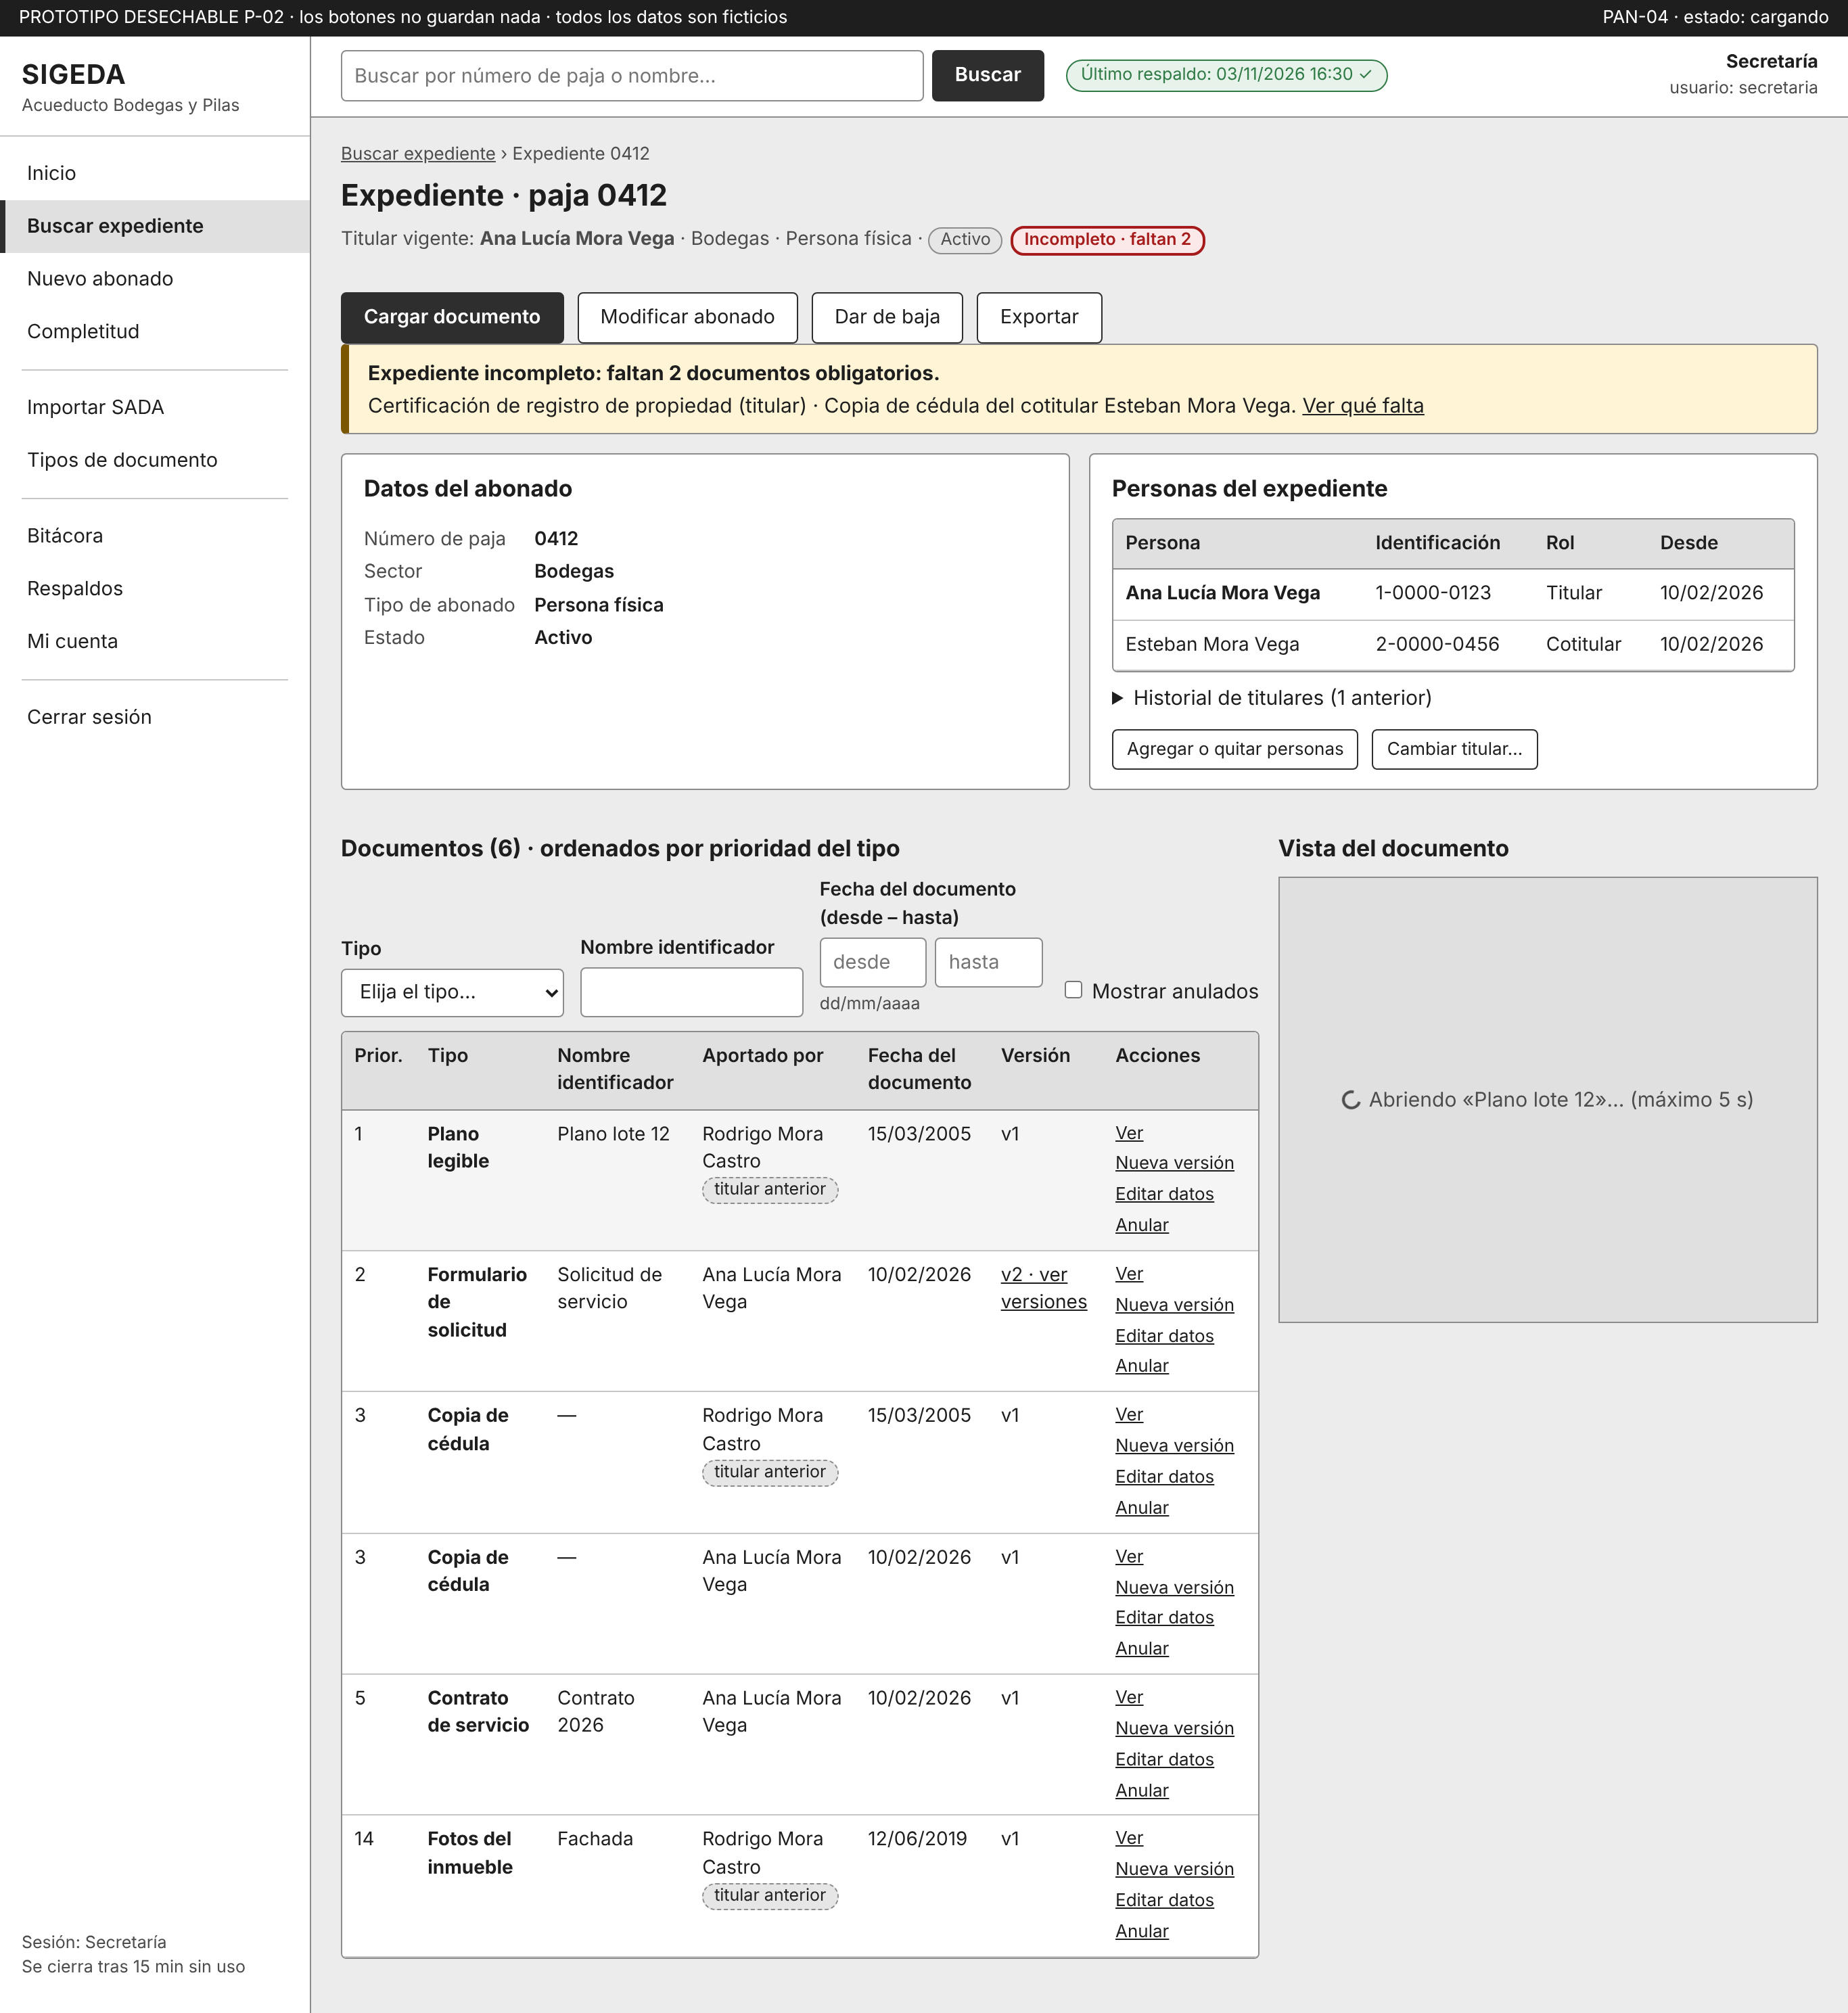 PROTOTIPO DESECHABLE P-02 · los botones no guardan nada · todos los datos son ficticios
PAN-04 · estado: cargando
SIGEDA
Acueducto Bodegas y Pilas
Inicio
Buscar expediente
Nuevo abonado
Completitud
Importar SADA
Tipos de documento
Bitácora
Respaldos
Mi cuenta
Cerrar sesión
Sesión: Secretaría
Se cierra tras 15 min sin uso
Buscar por número de paja o nombre...
Buscar
Último respaldo: 03/11/2026 16:30 ✓
Secretaría
usuario: secretaria
Buscar expediente › Expediente 0412
Expediente · paja 0412
Titular vigente: Ana Lucía Mora Vega · Bodegas · Persona física · Activo Incompleto · faltan 2
Cargar documento
Modificar abonado
Dar de baja
Exportar
Expediente incompleto: faltan 2 documentos obligatorios.
Certificación de registro de propiedad (titular) · Copia de cédula del cotitular Esteban Mora Vega. Ver qué falta
Datos del abonado
Número de paja 0412
Sector Bodegas
Tipo de abonado Persona física
Estado Activo
Personas del expediente
Persona Identificación Rol Desde
Ana Lucía Mora Vega 1-0000-0123 Titular 10/02/2026
Esteban Mora Vega 2-0000-0456 Cotitular 10/02/2026
▶ Historial de titulares (1 anterior)
Agregar o quitar personas
Cambiar titular...
Documentos (6) · ordenados por prioridad del tipo
Tipo
Elija el tipo...
Nombre identificador
Fecha del documento
(desde – hasta)
desde
hasta
dd/mm/aaaa
Mostrar anulados
Prior. Tipo Nombre Aportado por Fecha del Versión Acciones
identificador documento
1 Plano Plano lote 12 Rodrigo Mora 15/03/2005 v1 Ver
legible Castro Nueva versión
titular anterior Editar datos
Anular
2 Formulario Solicitud de Ana Lucía Mora 10/02/2026 v2 · ver Ver
de servicio Vega versiones Nueva versión
solicitud Editar datos
Anular
3 Copia de — Rodrigo Mora 15/03/2005 v1 Ver
cédula Castro Nueva versión
titular anterior Editar datos
Anular
3 Copia de — Ana Lucía Mora 10/02/2026 v1 Ver
cédula Vega Nueva versión
Editar datos
Anular
5 Contrato Contrato Ana Lucía Mora 10/02/2026 v1 Ver
de servicio 2026 Vega Nueva versión
Editar datos
Anular
14 Fotos del Fachada Rodrigo Mora 12/06/2019 v1 Ver
inmueble Castro Nueva versión
titular anterior Editar datos
Anular
Vista del documento
Abriendo «Plano lote 12»... (máximo 5 s)